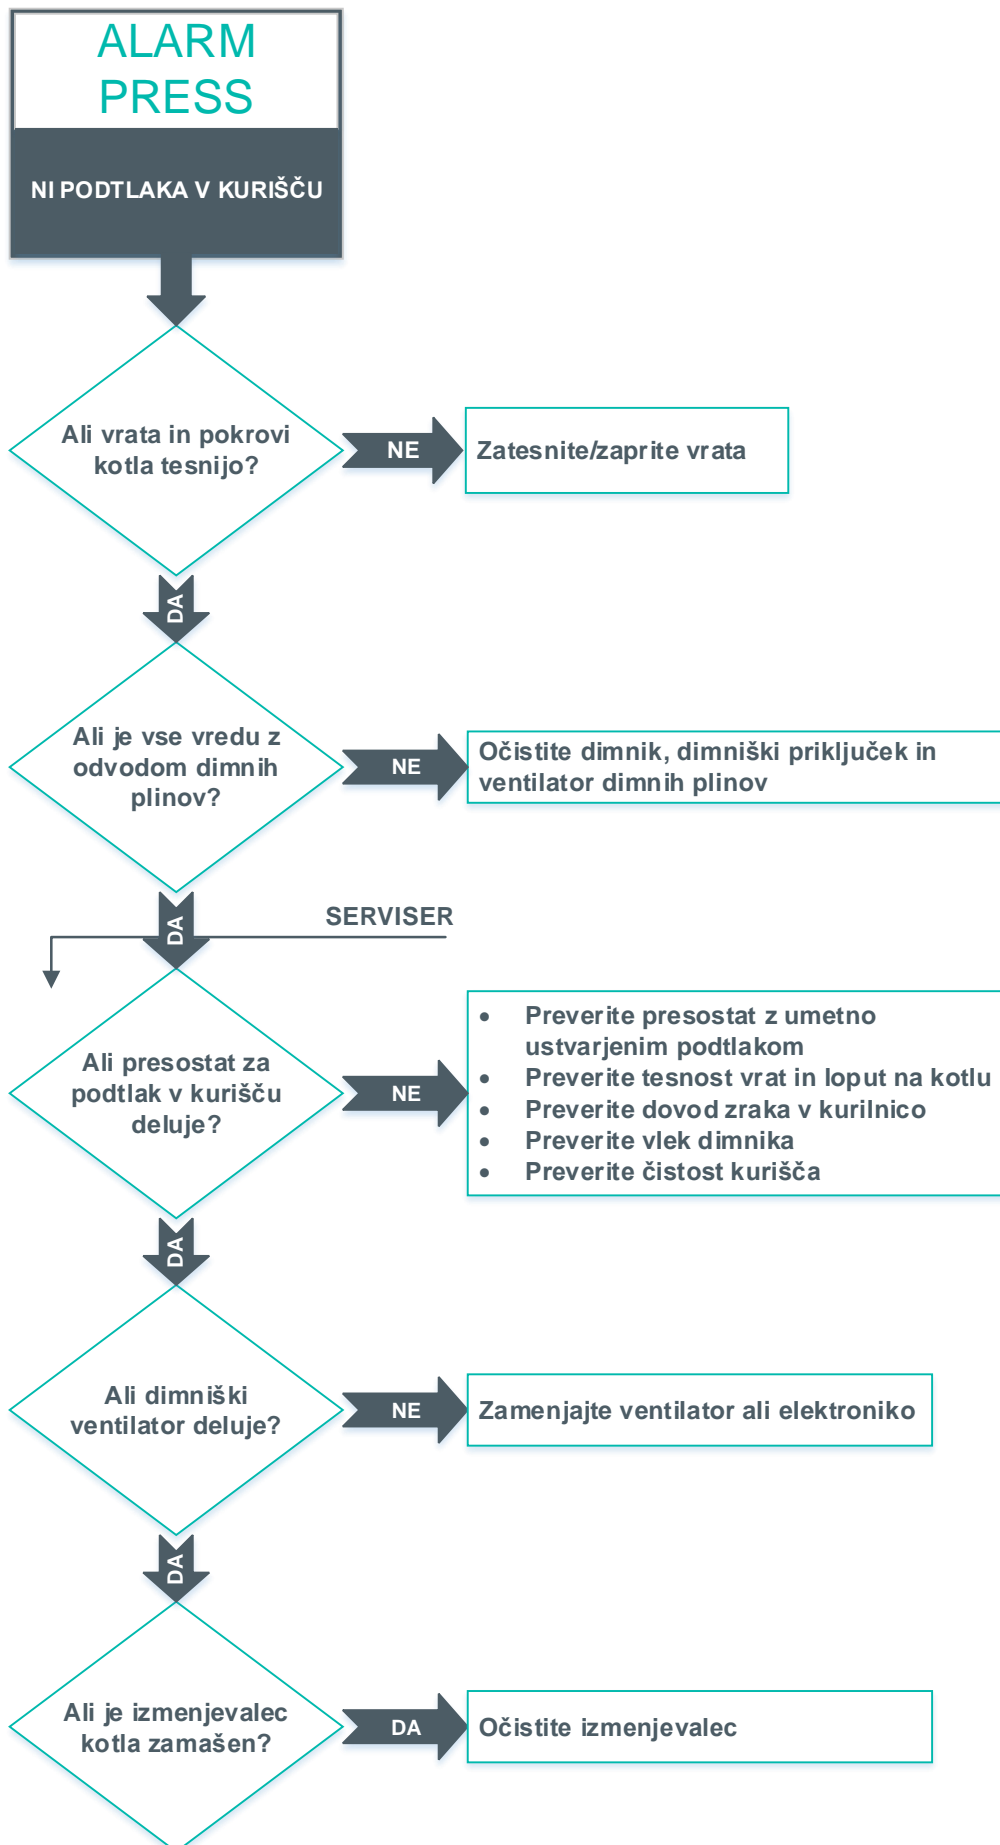 ALARM
PRESS
NI PODTLAKA V KURIŠČU
Ali vrata in pokrovi
kotla tesnijo?
NE
Zatesnite/zaprite vrata
DA
Ali je vse vredu z
odvodom dimnih
plinov?
NE
Očistite dimnik, dimniški priključek in
ventilator dimnih plinov
DA
SERVISER
Ali presostat za
podtlak v kurišču
deluje?
NE
• Preverite presostat z umetno
ustvarjenim podtlakom
• Preverite tesnost vrat in loput na kotlu
• Preverite dovod zraka v kurilnico
• Preverite vlek dimnika
• Preverite čistost kurišča
DA
Ali dimniški
ventilator deluje?
NE
Zamenjajte ventilator ali elektroniko
DA
Ali je izmenjevalec
kotla zamašen?
DA
Očistite izmenjevalec